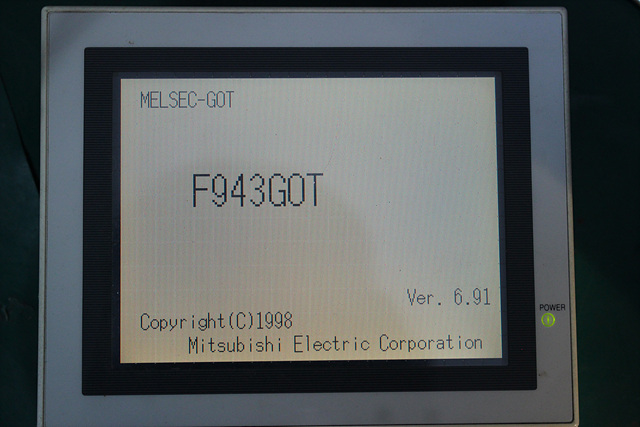 MELSEC-GOT
F943GOT
Ver. 6.91
POWER
Copyright(C)1998
Mitsubishi Electric Corporation